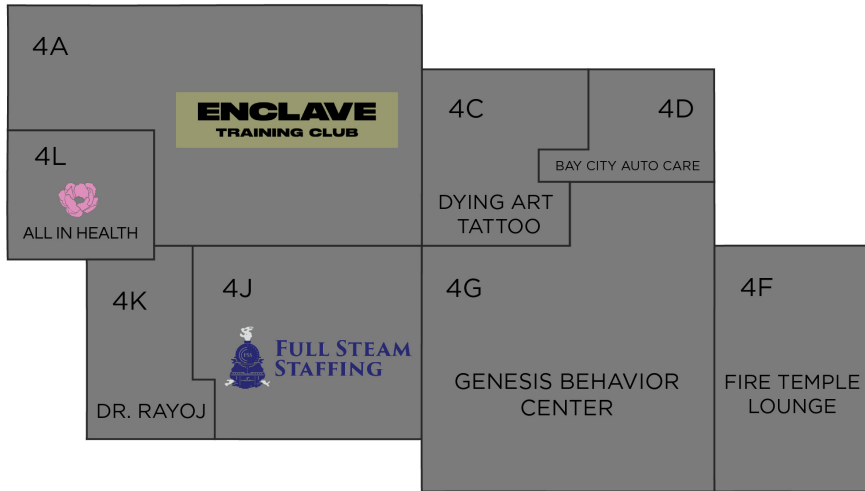 4A
ENCLAVE
TRAINING CLUB
4L
ALL IN HEALTH
4C
4D
BAY CITY AUTO CARE
DYING ART
TATTOO
4K
DR. RAYOJ
4J
FULL STEAM
STAFFING
4G
GENESIS BEHAVIOR
CENTER
4F
FIRE TEMPLE
LOUNGE